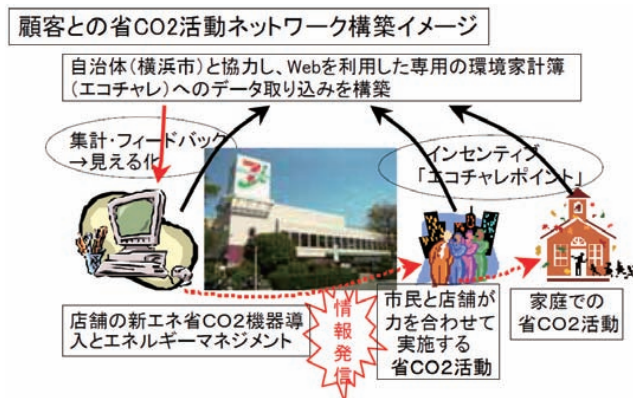 顧客との省CO2活動ネットワーク構築イメージ
自治体(横浜市)と協力し、Webを利用した専用の環境家計簿
(エコチャレ)へのデータ取り込みを構築
集計・フィードバック
→見える化
インセンティブ
「エコチャレポイント」
店舗の新エネ省CO2機器導
入とエネルギーマネジメント
情報発信
市民と店舗が
力を合わせて
実施する
省CO2活動
家庭での
省CO2活動